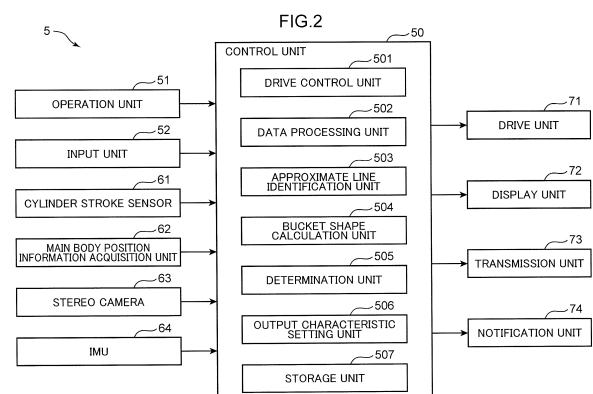 FIG.2
5
50
CONTROL UNIT
51
OPERATION UNIT
52
INPUT UNIT
61
CYLINDER STROKE SENSOR
62
MAIN BODY POSITION
INFORMATION ACQUISITION UNIT
63
STEREO CAMERA
64
IMU
501
DRIVE CONTROL UNIT
502
DATA PROCESSING UNIT
503
APPROXIMATE LINE
IDENTIFICATION UNIT
504
BUCKET SHAPE
CALCULATION UNIT
505
DETERMINATION UNIT
506
OUTPUT CHARACTERISTIC
SETTING UNIT
507
STORAGE UNIT
71
DRIVE UNIT
72
DISPLAY UNIT
73
TRANSMISSION UNIT
74
NOTIFICATION UNIT